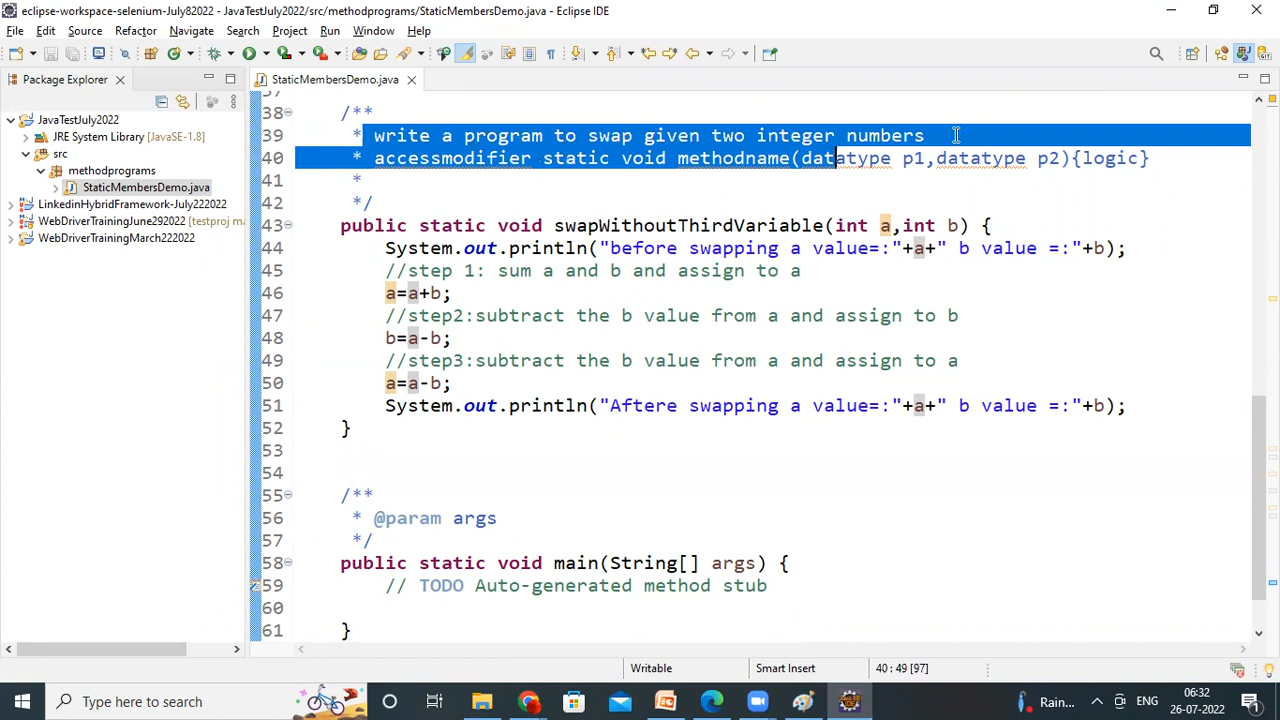 eclipse-workspace-selenium-July82022 - JavaTestJuly2022/src/methodprograms/StaticMembersDemo.java - Eclipse IDE
File Edit Source Refactor Navigate Search Project Run Window Help
Package Explorer
JavaTestJuly2022
JRE System Library [JavaSE-1.8]
src
methodprograms
StaticMembersDemo.java
LinkedinHybridFramework-July222022
WebDriverTrainingJune292022 [testproj ma
WebDriverTrainingMarch222022
StaticMembersDemo.java
37
38 /**
39 * write a program to swap given two integer numbers
40 * accessmodifier static void methodname(datatype p1,datatype p2){logic}
41 *
42 */
43 public static void swapWithoutThirdVariable(int a,int b) {
44 System.out.println("before swapping a value=:"+a+" b value =:"+b);
45 //step 1: sum a and b and assign to a
46 a=a+b;
47 //step2:subtract the b value from a and assign to b
48 b=a-b;
49 //step3:subtract the b value from a and assign to a
50 a=a-b;
51 System.out.println("Aftere swapping a value=:"+a+" b value =:"+b);
52 }
53
54
55 /**
56 * @param args
57 */
58 public static void main(String[] args) {
59 // TODO Auto-generated method stub
60
61 }
Writable Smart Insert 40 : 49 [97]
Type here to search Rain... ENG 06:32
26-07-2022 1